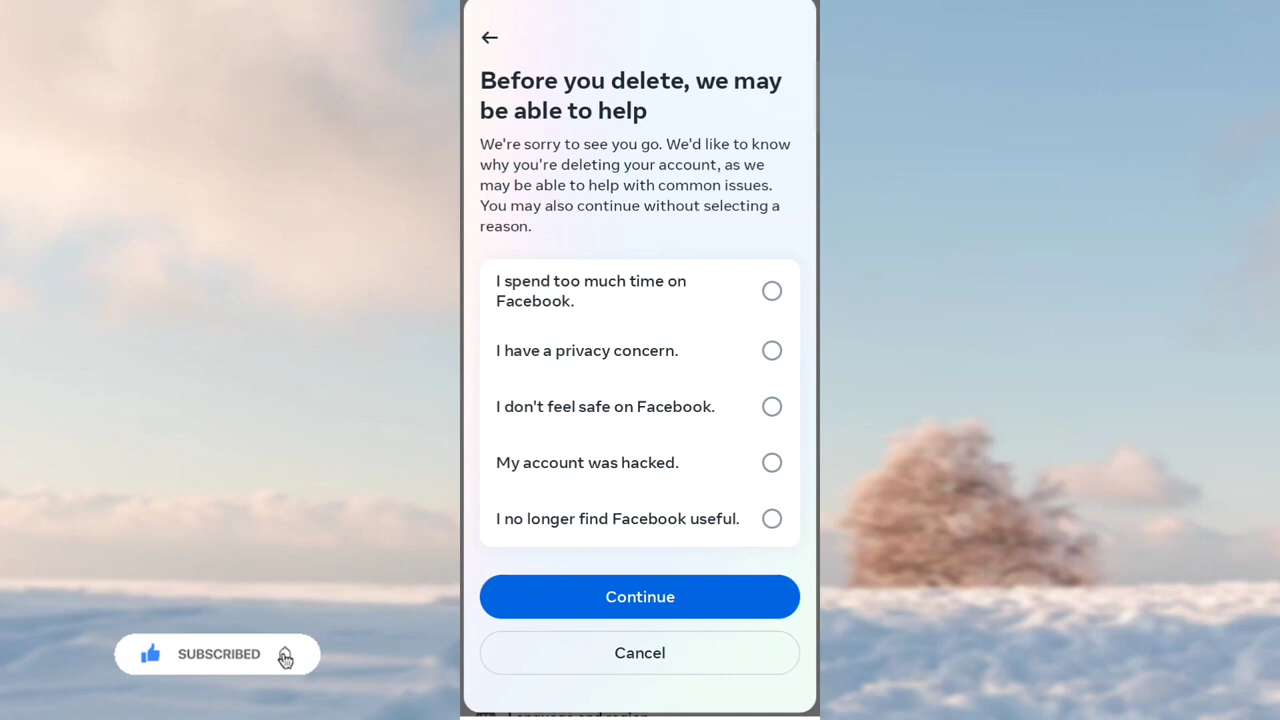 Before you delete, we may
be able to help
We're sorry to see you go. We'd like to know
why you're deleting your account, as we
may be able to help with common issues.
You may also continue without selecting a
reason.
I spend too much time on
Facebook.
I have a privacy concern.
I don't feel safe on Facebook.
My account was hacked.
I no longer find Facebook useful.
Continue
Cancel
SUBSCRIBED